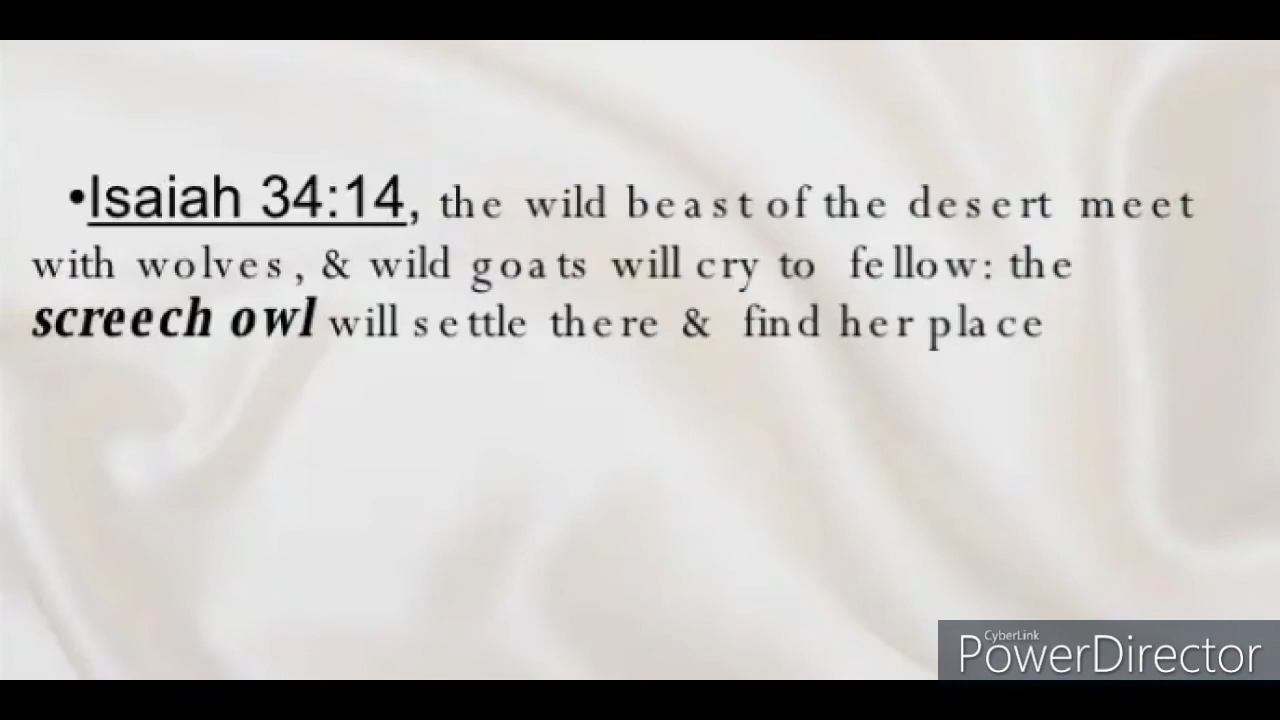 •Isaiah 34:14, the wild beast of the desert meet
with wolves, & wild goats will cry to fellow: the
screech owl will settle there & find her place
CyberLink
PowerDirector